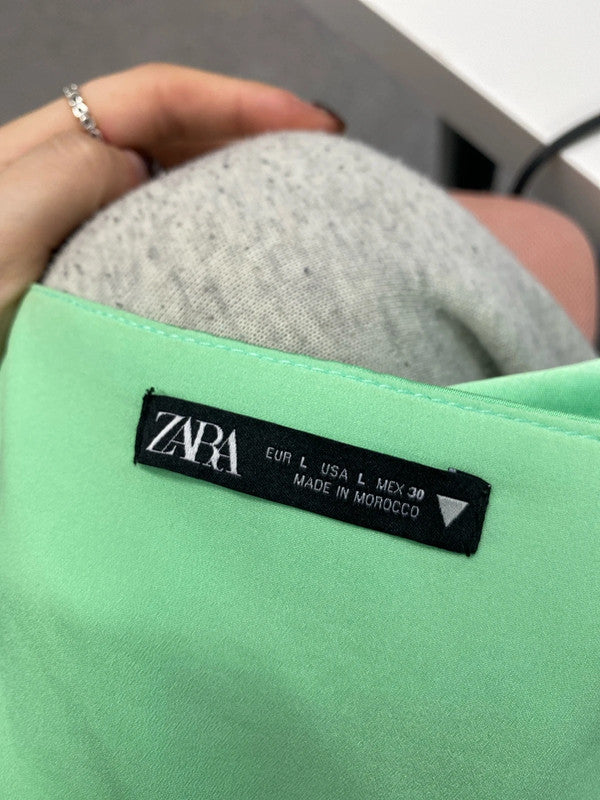 ZARA
EUR L USA L MEX 30
MADE IN MOROCCO